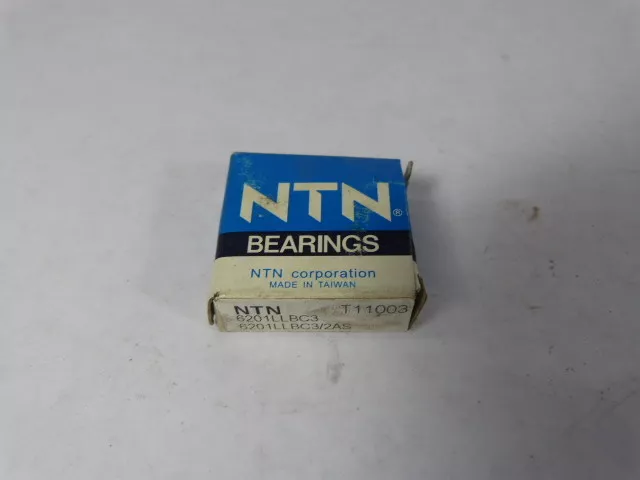 NTN®
BEARINGS
NTN corporation
MADE IN TAIWAN
NTN T11003
6201LLBC3
6201LLBC3/2AS